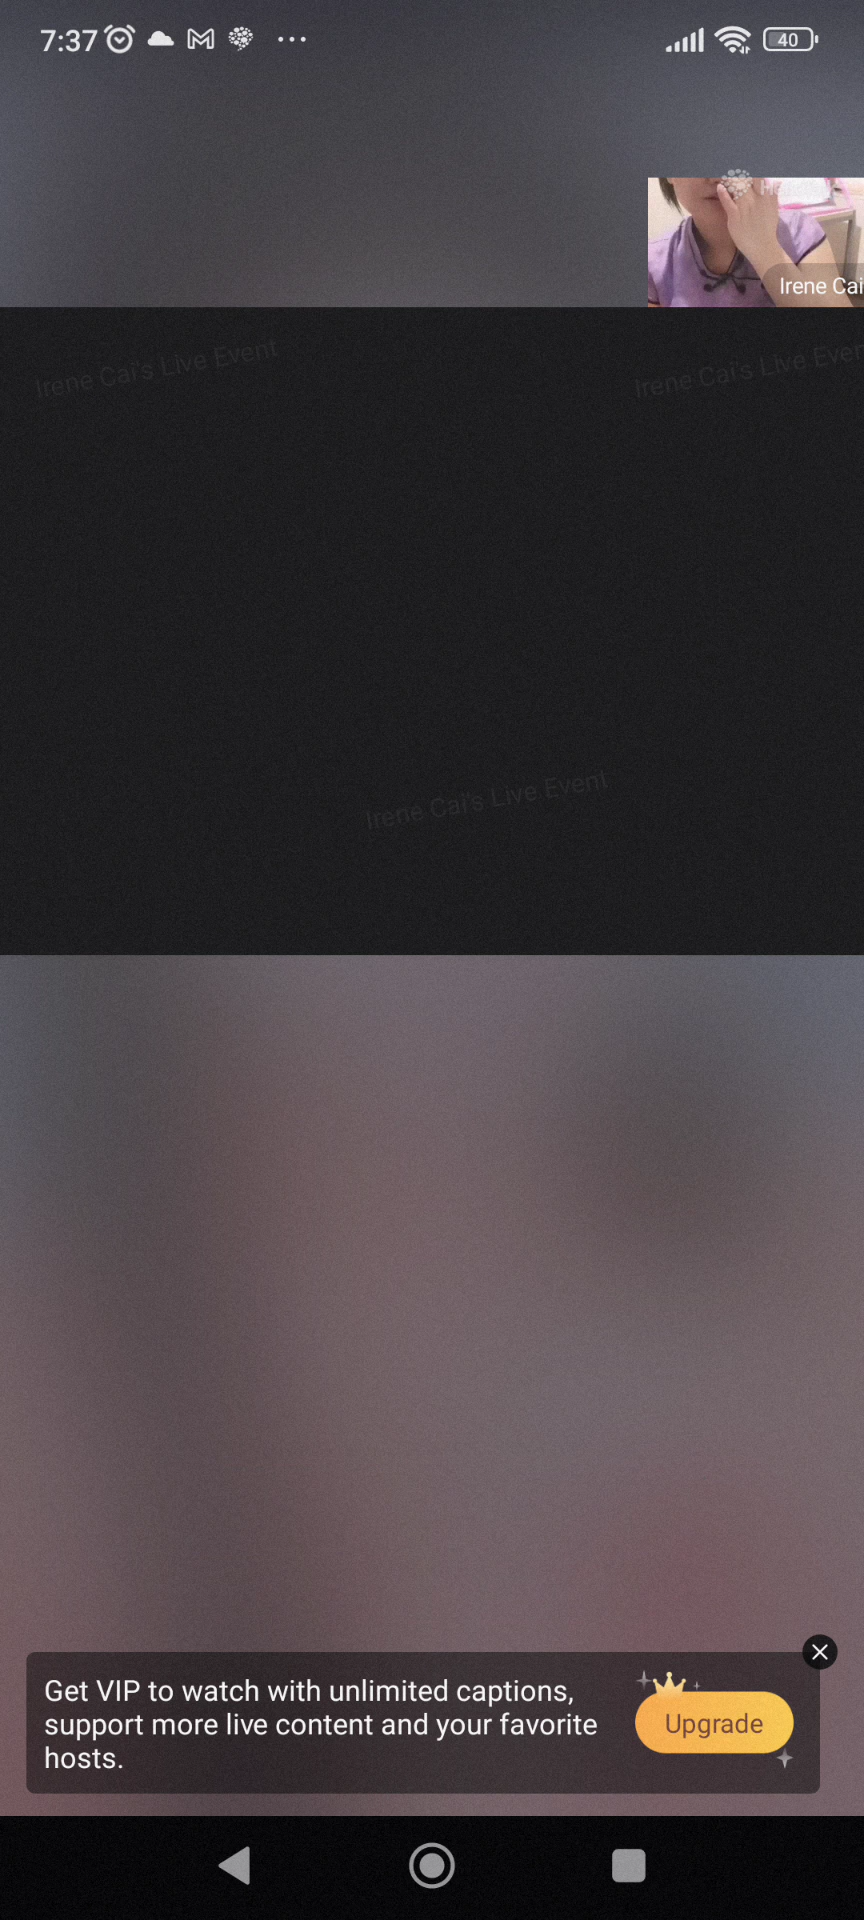 7:37
40
Irene Cai
Irene Cai's Live Event
Irene Cai's Live Even
Irene Cai's Live Event
Get VIP to watch with unlimited captions,
support more live content and your favorite
hosts.
Upgrade